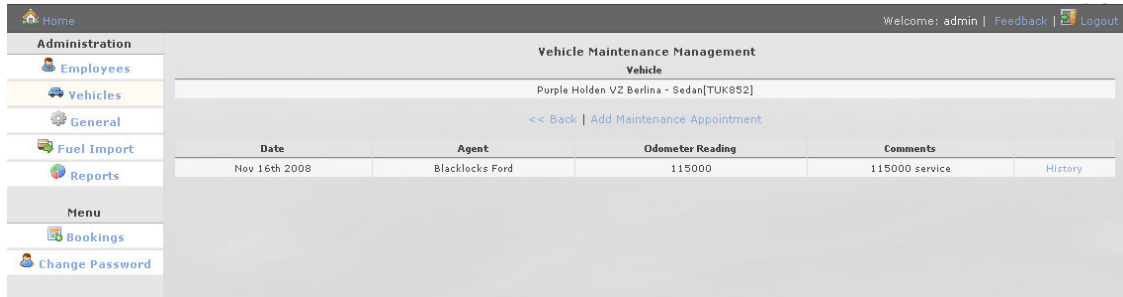 Home
Welcome: admin | Feedback | Logout
Administration
Employees
Vehicles
General
Fuel Import
Reports
Menu
Bookings
Change Password
Vehicle Maintenance Management
Vehicle
Purple Holden VZ Berlina - Sedan[TUK852]
<< Back | Add Maintenance Appointment
Date Agent Odometer Reading Comments
Nov 16th 2008 Blacklocks Ford 115000 115000 service History